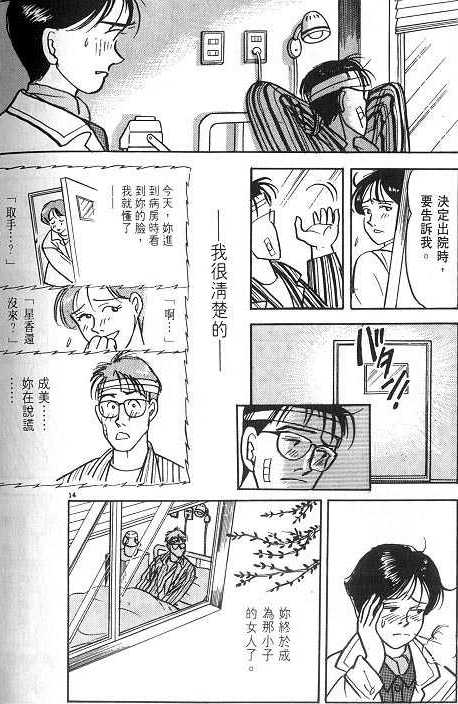 決定出院時，
要告訴我。
——我很清楚的——
今天，妳進
到病房時看
到妳的臉，
我就懂了
——
「取手…？」
「啊…」
「星香還
沒來？」
成美……
妳在說謊
……
バタン
14
妳終於成
為那小子
的女人了。